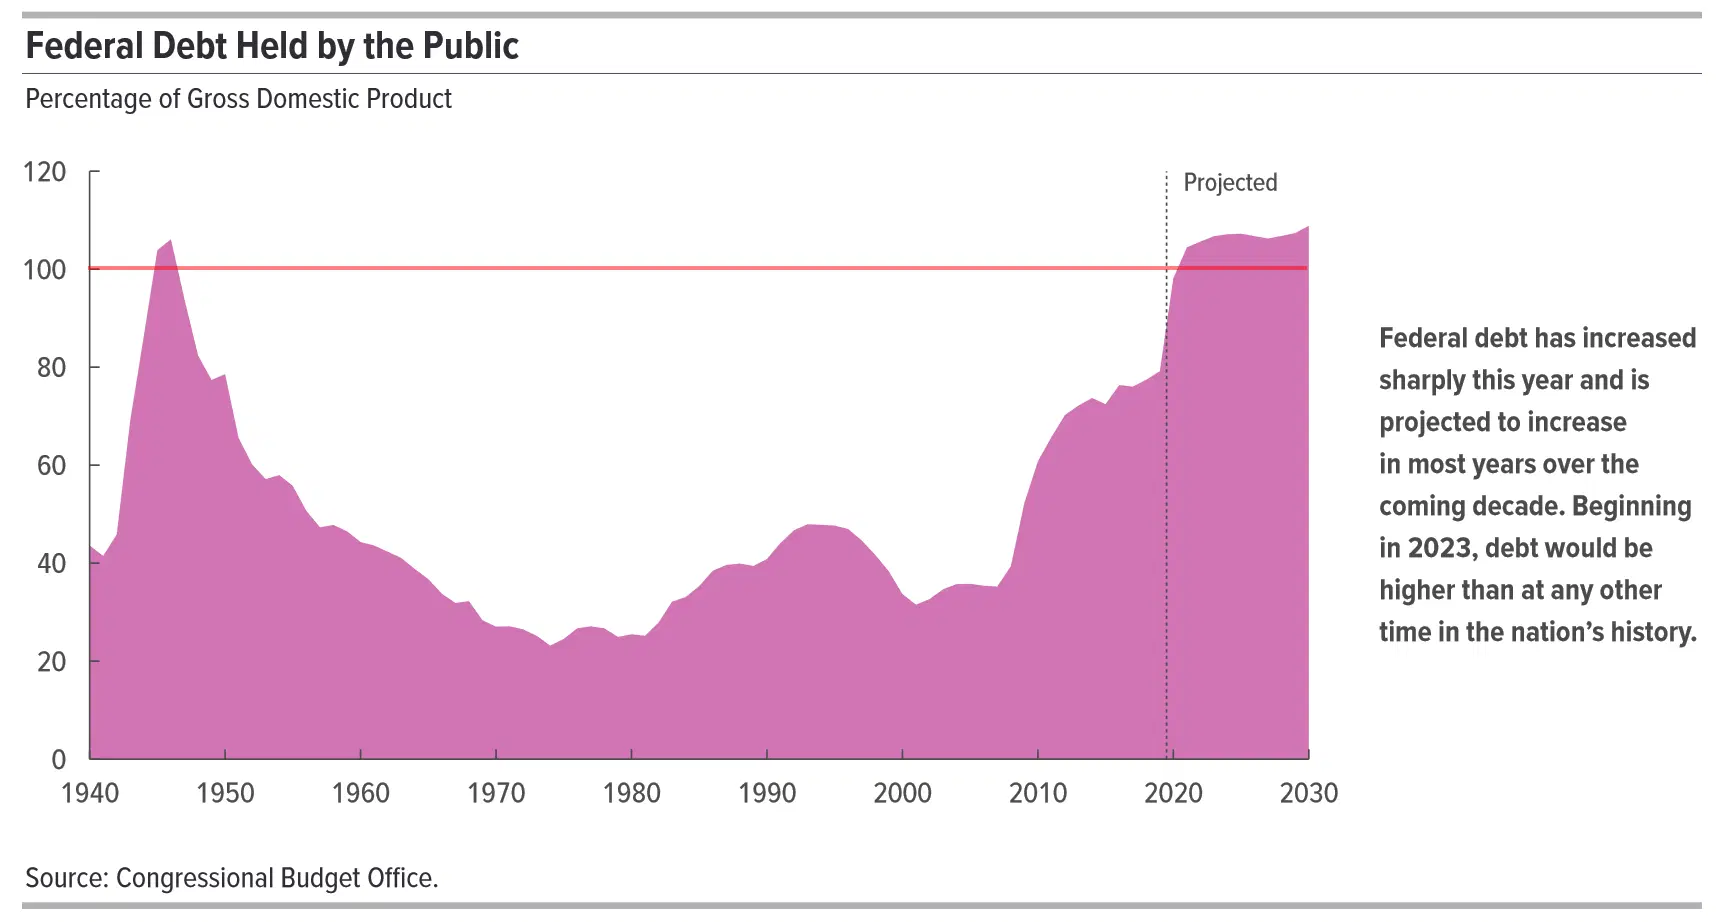 Federal Debt Held by the Public
Percentage of Gross Domestic Product
120
100
80
60
40
20
0
Projected
1940 1950 1960 1970 1980 1990 2000 2010 2020 2030
Federal debt has increased
sharply this year and is
projected to increase
in most years over the
coming decade. Beginning
in 2023, debt would be
higher than at any other
time in the nation’s history.
Source: Congressional Budget Office.